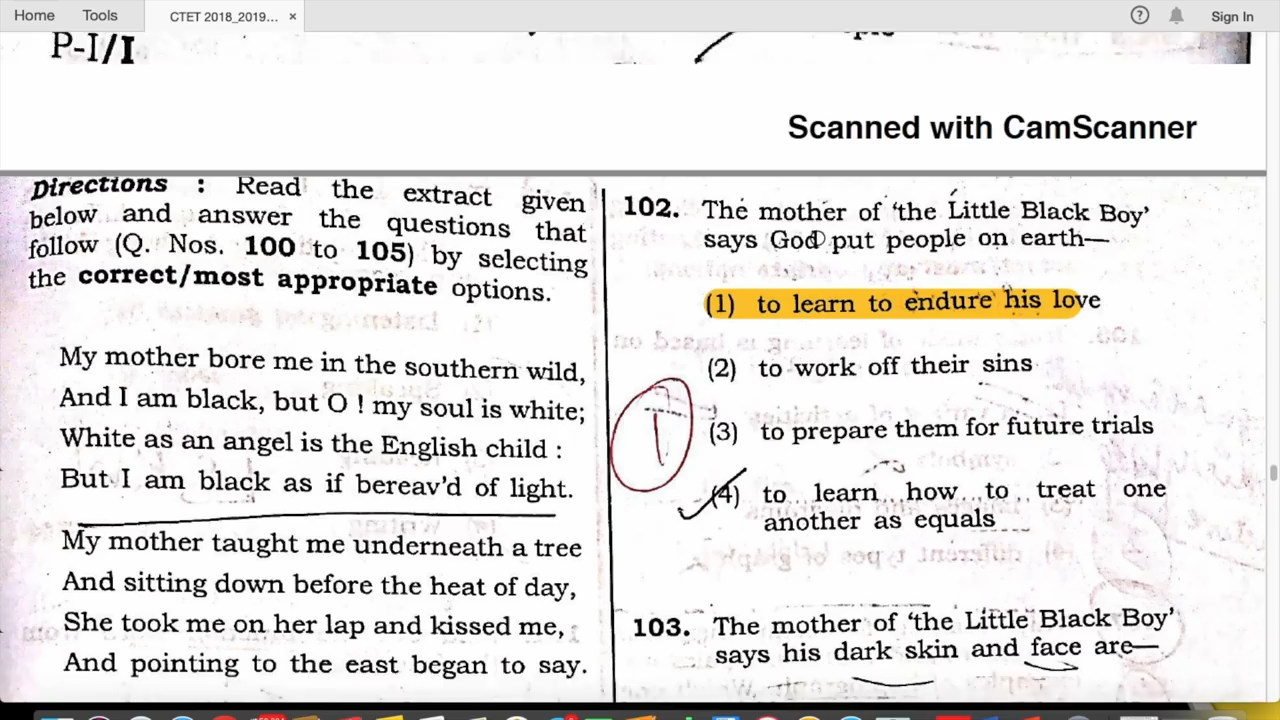 Home Tools CTET 2018_2019... × Sign In
P-I/I
Scanned with CamScanner
Directions : Read the extract given
below and answer the questions that
follow (Q. Nos. 100 to 105) by selecting
the correct/most appropriate options.
My mother bore me in the southern wild,
And I am black, but O ! my soul is white;
White as an angel is the English child :
But I am black as if bereav'd of light.
My mother taught me underneath a tree
And sitting down before the heat of day,
She took me on her lap and kissed me,
And pointing to the east began to say.
102. The mother of 'the Little Black Boy'
says God put people on earth—
(1) to learn to endure his love
(2) to work off their sins
(3) to prepare them for future trials
(4) to learn how to treat one
another as equals
103. The mother of 'the Little Black Boy'
says his dark skin and face are—